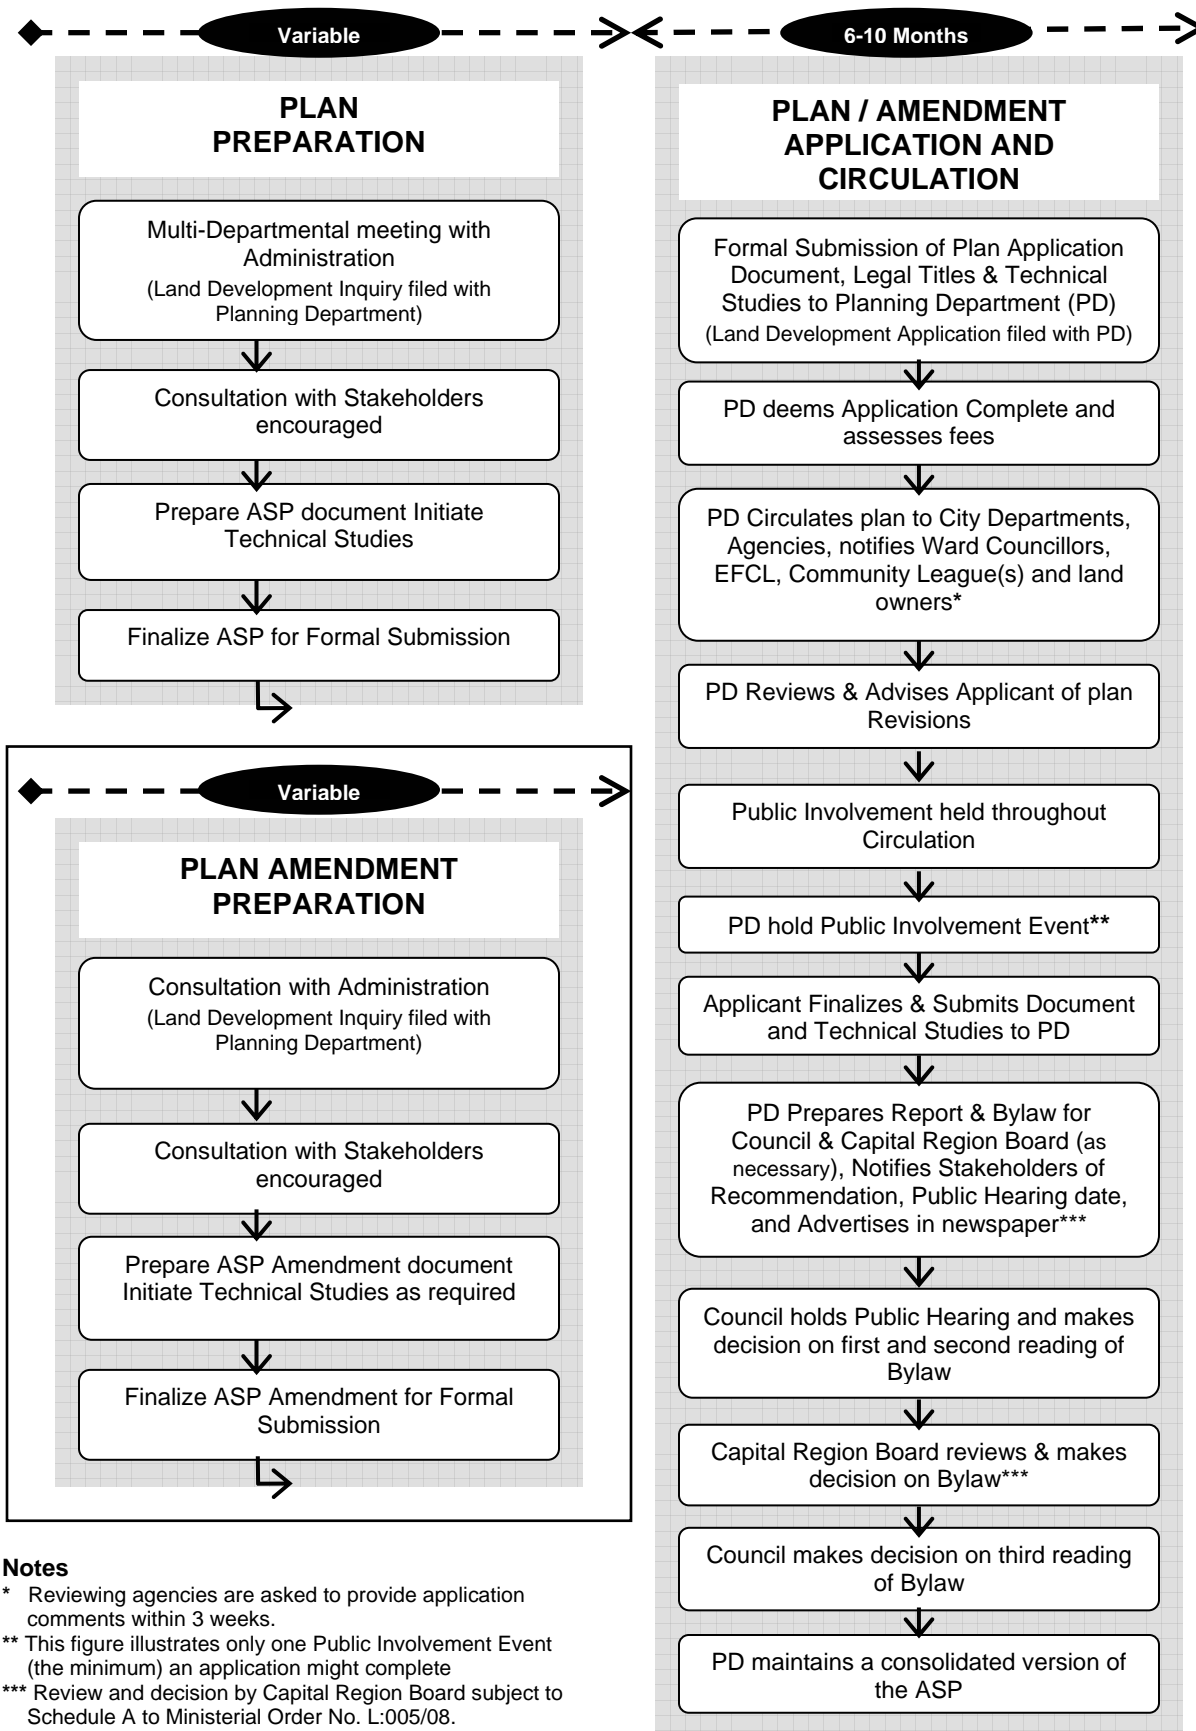 Variable
PLAN
PREPARATION
Multi-Departmental meeting with
Administration
(Land Development Inquiry filed with
Planning Department)
Consultation with Stakeholders
encouraged
Prepare ASP document Initiate
Technical Studies
Finalize ASP for Formal Submission
Variable
PLAN AMENDMENT
PREPARATION
Consultation with Administration
(Land Development Inquiry filed with
Planning Department)
Consultation with Stakeholders
encouraged
Prepare ASP Amendment document
Initiate Technical Studies as required
Finalize ASP Amendment for Formal
Submission
Notes
* Reviewing agencies are asked to provide application
comments within 3 weeks.
** This figure illustrates only one Public Involvement Event
(the minimum) an application might complete
*** Review and decision by Capital Region Board subject to
Schedule A to Ministerial Order No. L:005/08.
6-10 Months
PLAN / AMENDMENT
APPLICATION AND
CIRCULATION
Formal Submission of Plan Application
Document, Legal Titles & Technical
Studies to Planning Department (PD)
(Land Development Application filed with PD)
PD deems Application Complete and
assesses fees
PD Circulates plan to City Departments,
Agencies, notifies Ward Councillors,
EFCL, Community League(s) and land
owners*
PD Reviews & Advises Applicant of plan
Revisions
Public Involvement held throughout
Circulation
PD hold Public Involvement Event**
Applicant Finalizes & Submits Document
and Technical Studies to PD
PD Prepares Report & Bylaw for
Council & Capital Region Board (as
necessary), Notifies Stakeholders of
Recommendation, Public Hearing date,
and Advertises in newspaper***
Council holds Public Hearing and makes
decision on first and second reading of
Bylaw
Capital Region Board reviews & makes
decision on Bylaw***
Council makes decision on third reading
of Bylaw
PD maintains a consolidated version of
the ASP